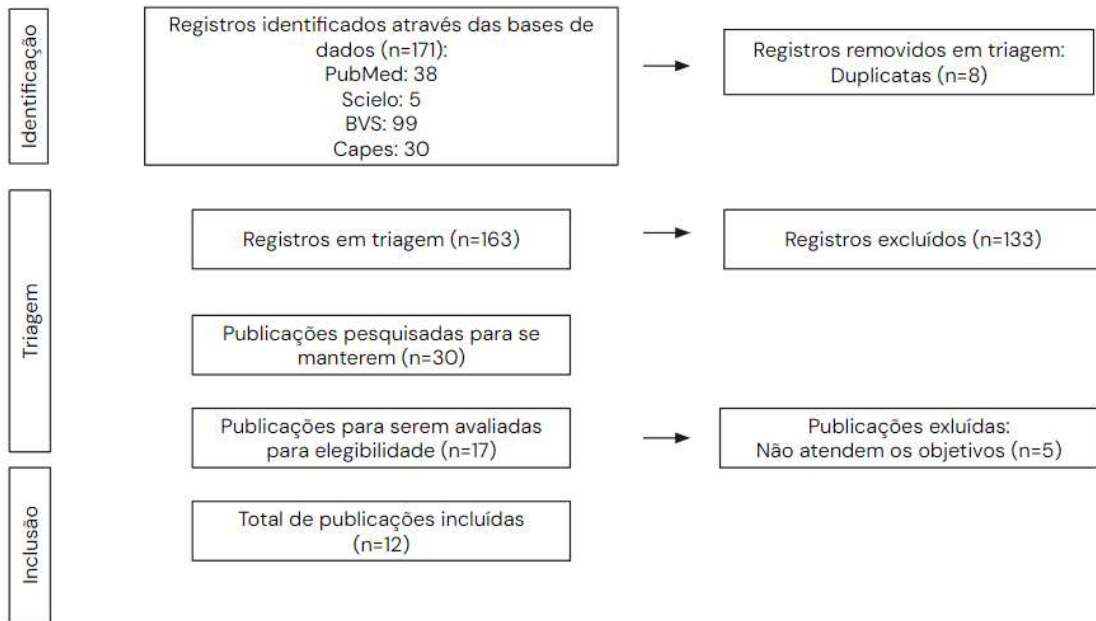 Identificação
Registros identificados através das bases de
dados (n=171):
PubMed: 38
Scielo: 5
BVS: 99
Capes: 30
Registros removidos em triagem:
Duplicatas (n=8)
Triagem
Registros em triagem (n=163)
Registros excluídos (n=133)
Publicações pesquisadas para se
manterem (n=30)
Publicações para serem avaliadas
para elegibilidade (n=17)
Publicações exluídas:
Não atendem os objetivos (n=5)
Inclusão
Total de publicações incluídas
(n=12)